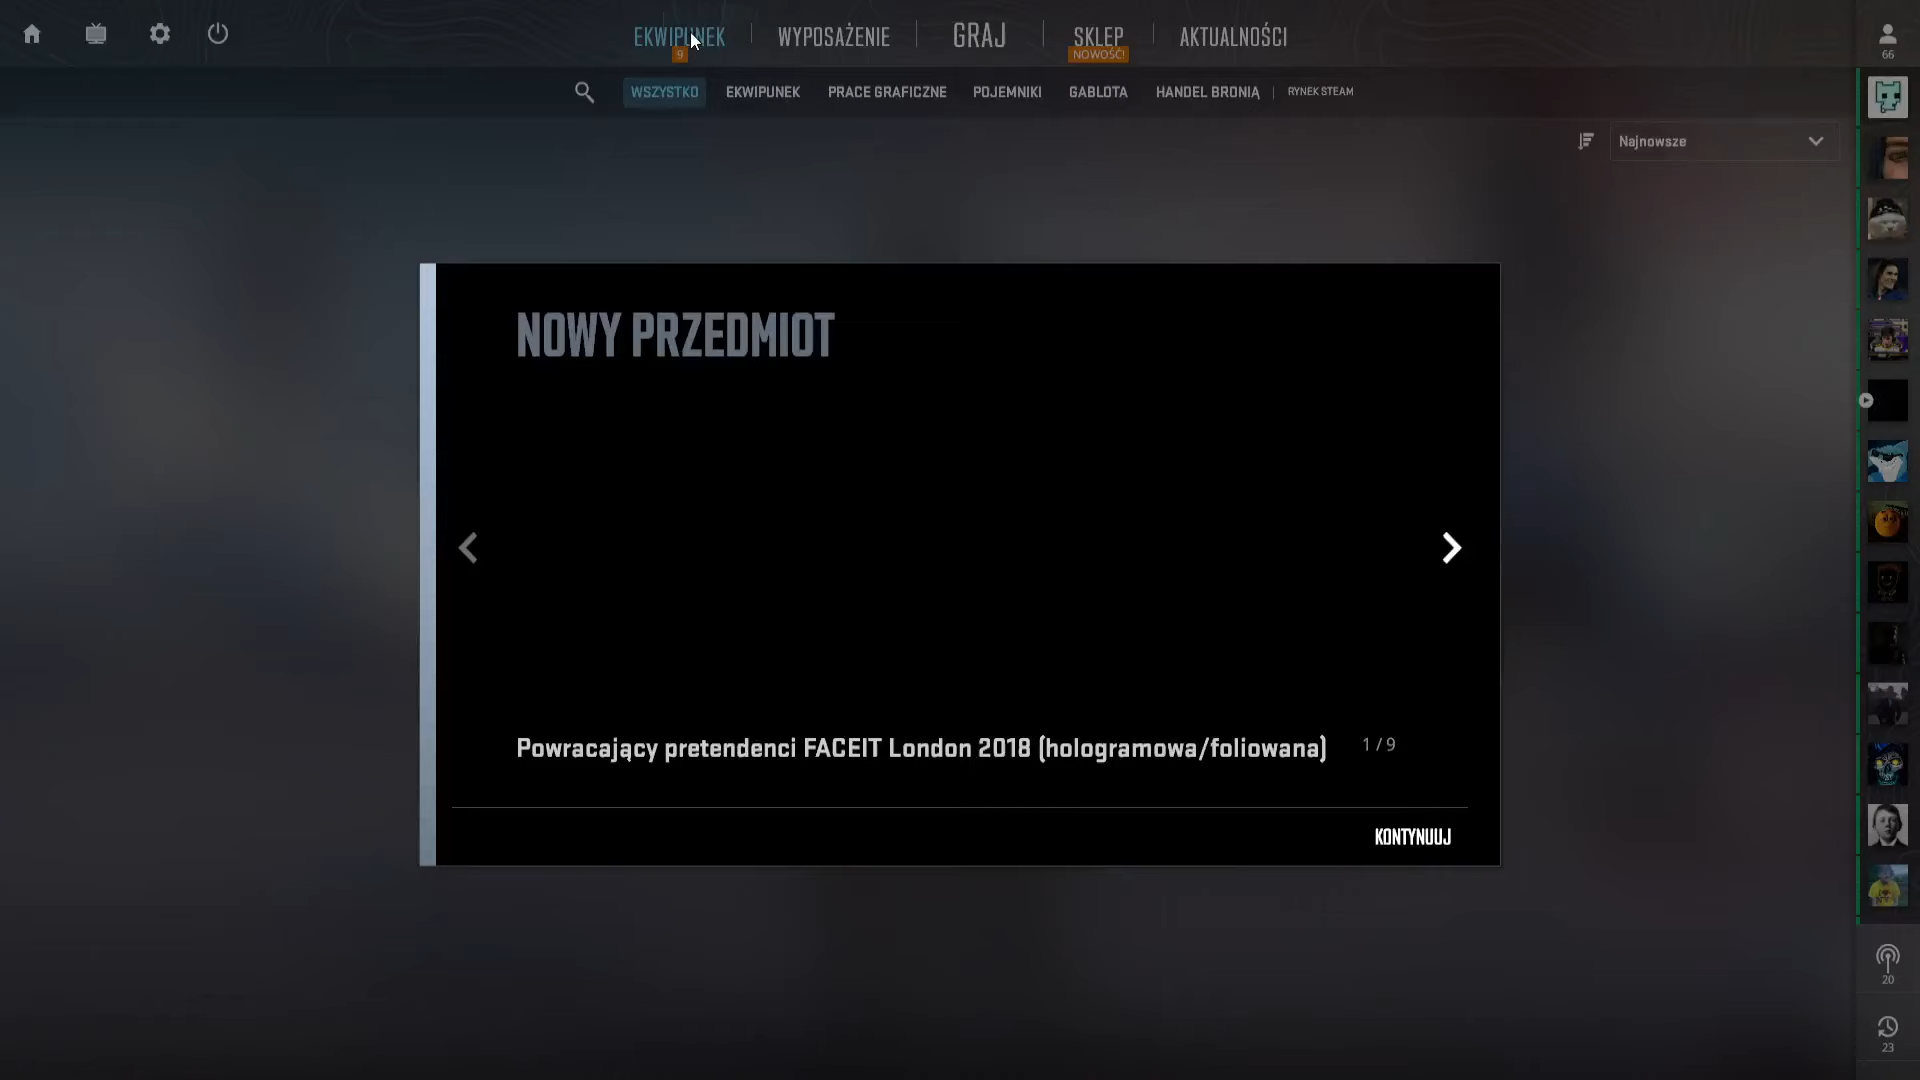 EKWIPUNEK
9
WYPOSAŻENIE
GRAJ
SKLEP
NOWOŚĆ!
AKTUALNOŚCI
66
WSZYSTKO
EKWIPUNEK
PRACE GRAFICZNE
POJEMNIKI
GABLOTA
HANDEL BRONIĄ
RYNEK STEAM
Najnowsze
NOWY PRZEDMIOT
Powracający pretendenci FACEIT London 2018 (hologramowa/foliowana)
1 / 9
KONTYNUUJ
20
23